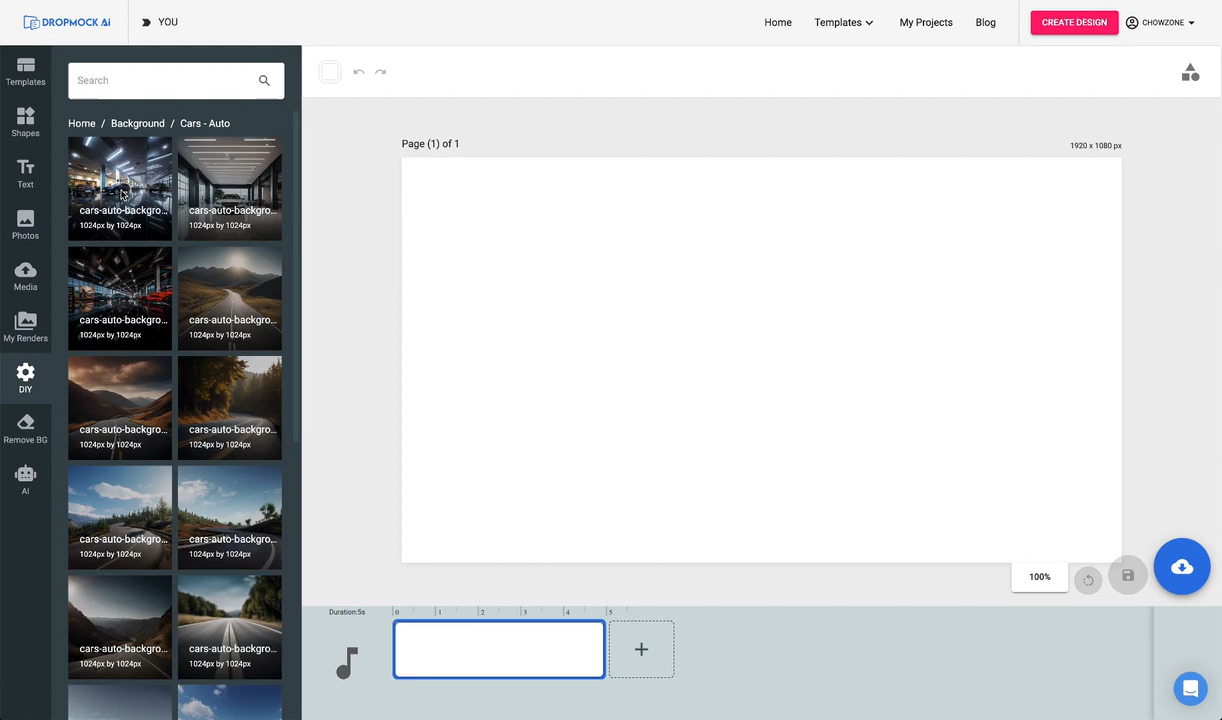 DROPMOCK Ai
YOU
Home
Templates
My Projects
Blog
CREATE DESIGN
CHOWZONE
Templates
Shapes
Text
Photos
Media
My Renders
DIY
Remove BG
AI
Search
Home / Background / Cars - Auto
cars-auto-backgro...
1024px by 1024px
cars-auto-backgro...
1024px by 1024px
cars-auto-backgro...
1024px by 1024px
cars-auto-backgro...
1024px by 1024px
cars-auto-backgro...
1024px by 1024px
cars-auto-backgro...
1024px by 1024px
cars-auto-backgro...
1024px by 1024px
cars-auto-backgro...
1024px by 1024px
cars-auto-backgro...
1024px by 1024px
cars-auto-backgro...
1024px by 1024px
Page (1) of 1
1920 x 1080 px
100%
Duration:5s
0 1 2 3 4 5